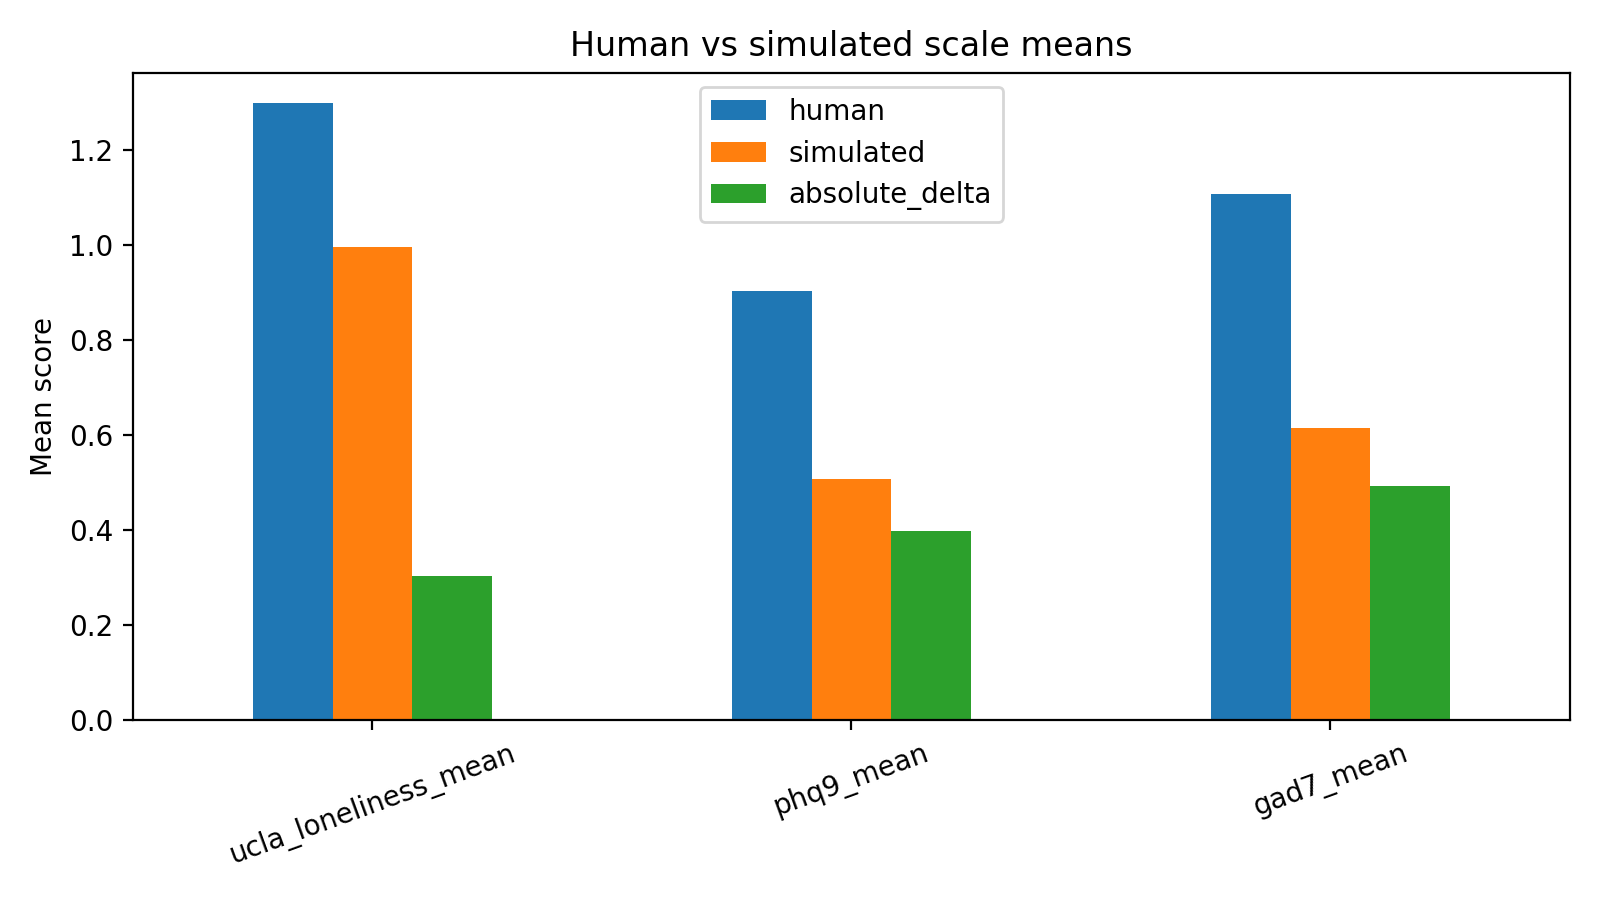 Human vs simulated scale means
human
simulated
absolute_delta
Mean score
1.2
1.0
0.8
0.6
0.4
0.2
0.0
ucla_loneliness_mean
phq9_mean
gad7_mean